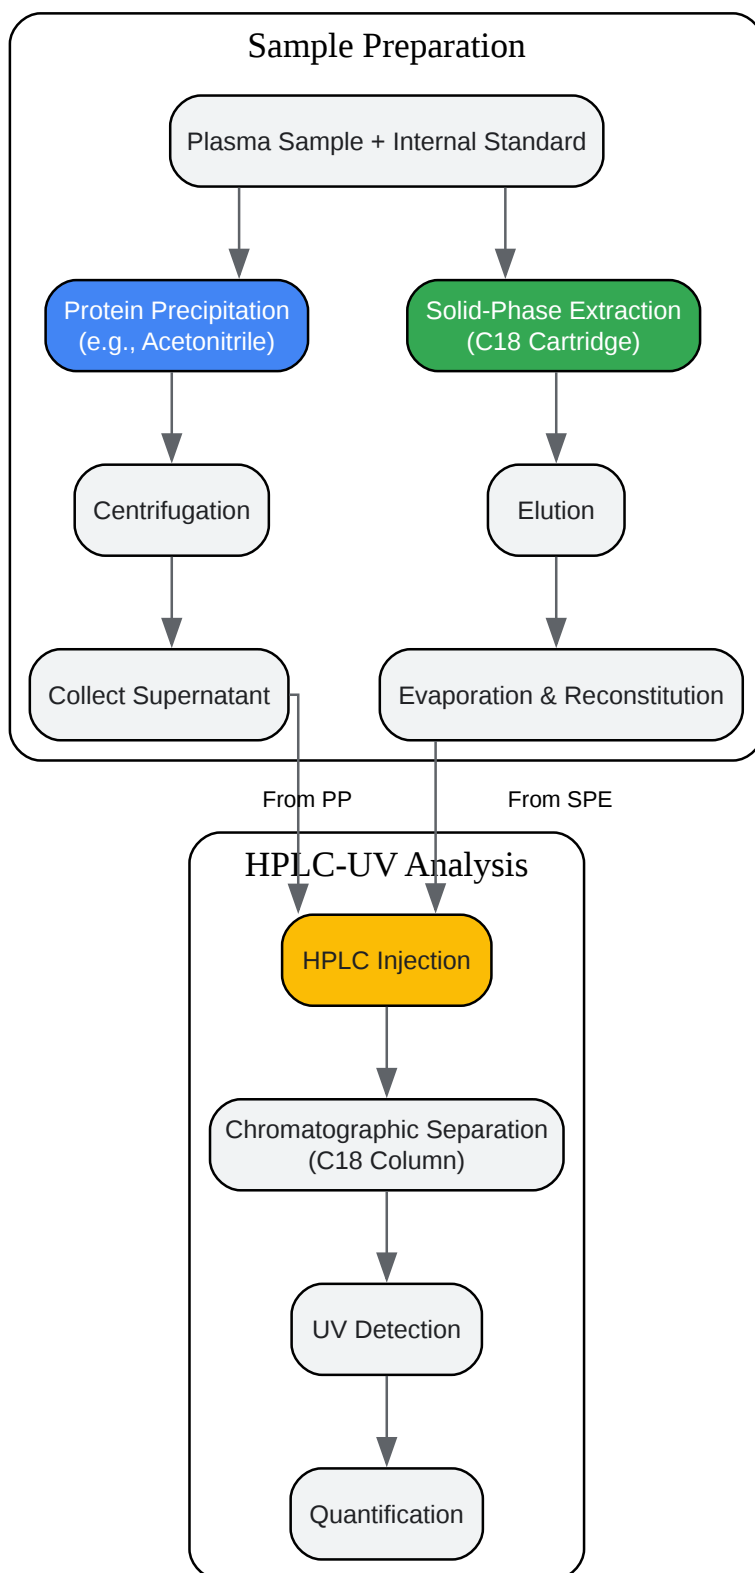 Sample Preparation
Plasma Sample + Internal Standard
Protein Precipitation
(e.g., Acetonitrile)
Solid-Phase Extraction
(C18 Cartridge)
Centrifugation
Elution
Collect Supernatant
Evaporation & Reconstitution
From PP
From SPE
HPLC-UV Analysis
HPLC Injection
Chromatographic Separation
(C18 Column)
UV Detection
Quantification